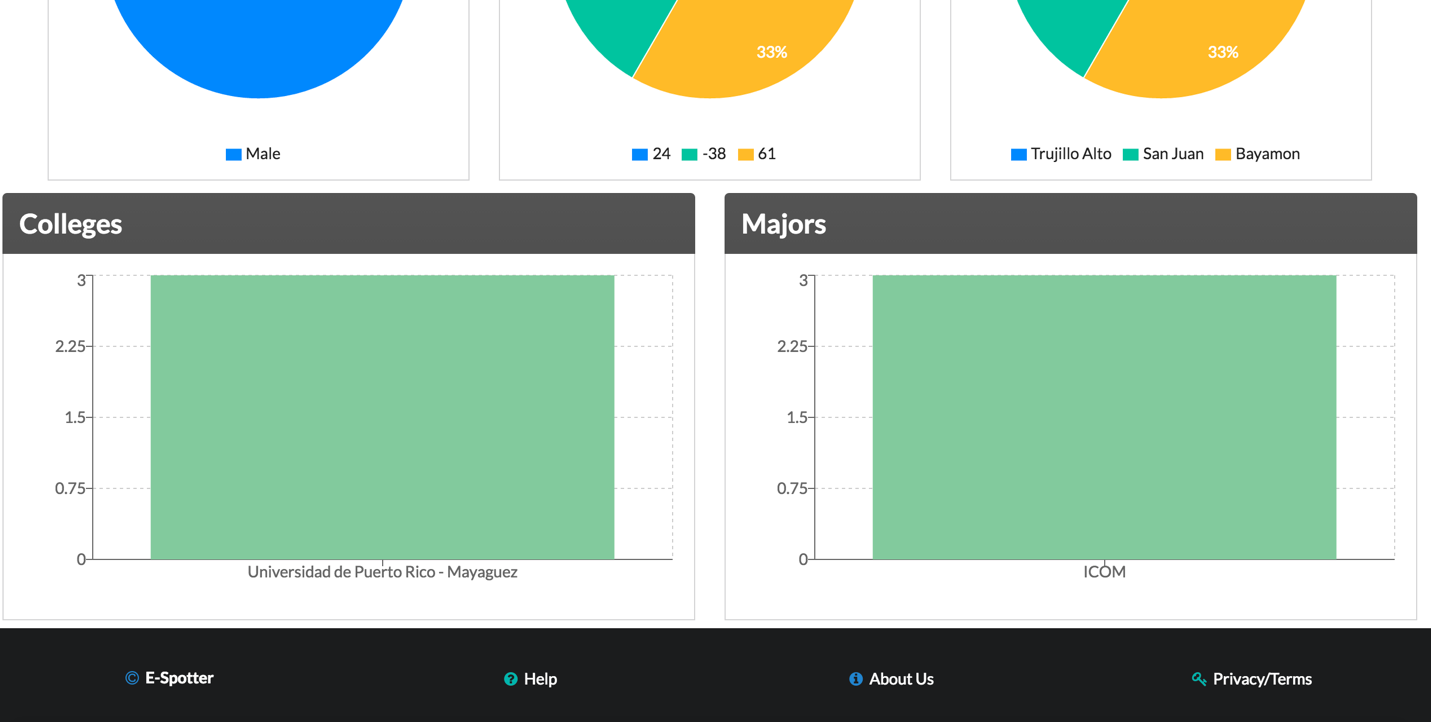 33%
33%
Male
24 -38 61
Trujillo Alto San Juan Bayamon
Colleges
3
2.25
1.5
0.75
0
Universidad de Puerto Rico - Mayaguez
Majors
3
2.25
1.5
0.75
0
ICOM
© E-Spotter
Help
About Us
Privacy/Terms